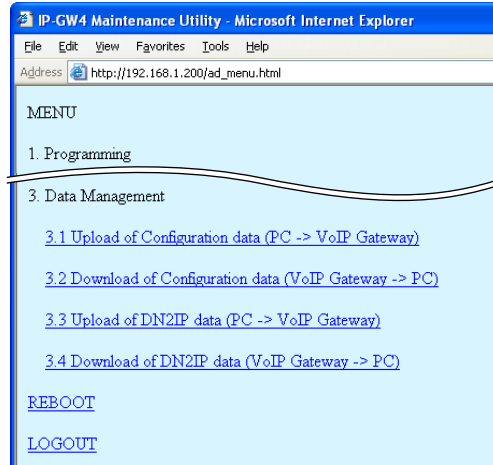 IP-GW4 Maintenance Utility - Microsoft Internet Explorer
File Edit View Favorites Tools Help
Address http://192.168.1.200/ad_menu.html
MENU
1. Programming
3. Data Management
3.1 Upload of Configuration data (PC -> VoIP Gateway)
3.2 Download of Configuration data (VoIP Gateway -> PC)
3.3 Upload of DN2IP data (PC -> VoIP Gateway)
3.4 Download of DN2IP data (VoIP Gateway -> PC)
REBOOT
LOGOUT